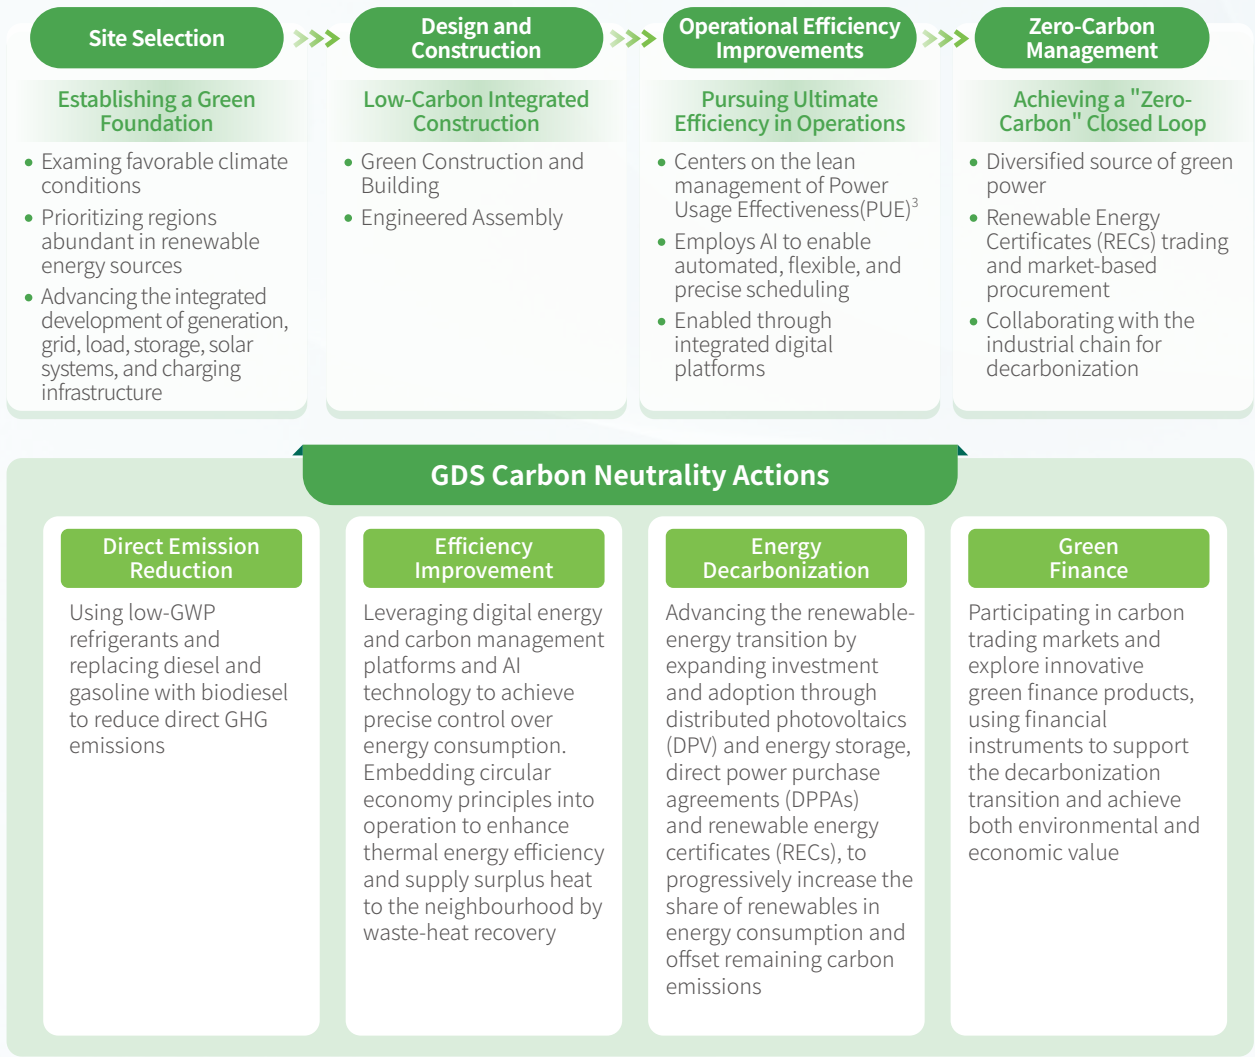 Site Selection
Establishing a Green
Foundation
• Examing favorable climate
conditions
• Prioritizing regions
abundant in renewable
energy sources
• Advancing the integrated
development of generation,
grid, load, storage, solar
systems, and charging
infrastructure
Design and
Construction
Low-Carbon Integrated
Construction
• Green Construction and
Building
• Engineered Assembly
Operational Efficiency
Improvements
Pursuing Ultimate
Efficiency in Operations
• Centers on the lean
management of Power
Usage Effectiveness(PUE)³
• Employs AI to enable
automated, flexible, and
precise scheduling
• Enabled through
integrated digital
platforms
Zero-Carbon
Management
Achieving a "Zero-
Carbon" Closed Loop
• Diversified source of green
power
• Renewable Energy
Certificates (RECs) trading
and market-based
procurement
• Collaborating with the
industrial chain for
decarbonization
GDS Carbon Neutrality Actions
Direct Emission
Reduction
Using low-GWP
refrigerants and
replacing diesel and
gasoline with biodiesel
to reduce direct GHG
emissions
Efficiency
Improvement
Leveraging digital energy
and carbon management
platforms and AI
technology to achieve
precise control over
energy consumption.
Embedding circular
economy principles into
operation to enhance
thermal energy efficiency
and supply surplus heat
to the neighbourhood by
waste-heat recovery
Energy
Decarbonization
Advancing the renewable-
energy transition by
expanding investment
and adoption through
distributed photovoltaics
(DPV) and energy storage,
direct power purchase
agreements (DPPAs)
and renewable energy
certificates (RECs), to
progressively increase the
share of renewables in
energy consumption and
offset remaining carbon
emissions
Green
Finance
Participating in carbon
trading markets and
explore innovative
green finance products,
using financial
instruments to support
the decarbonization
transition and achieve
both environmental and
economic value